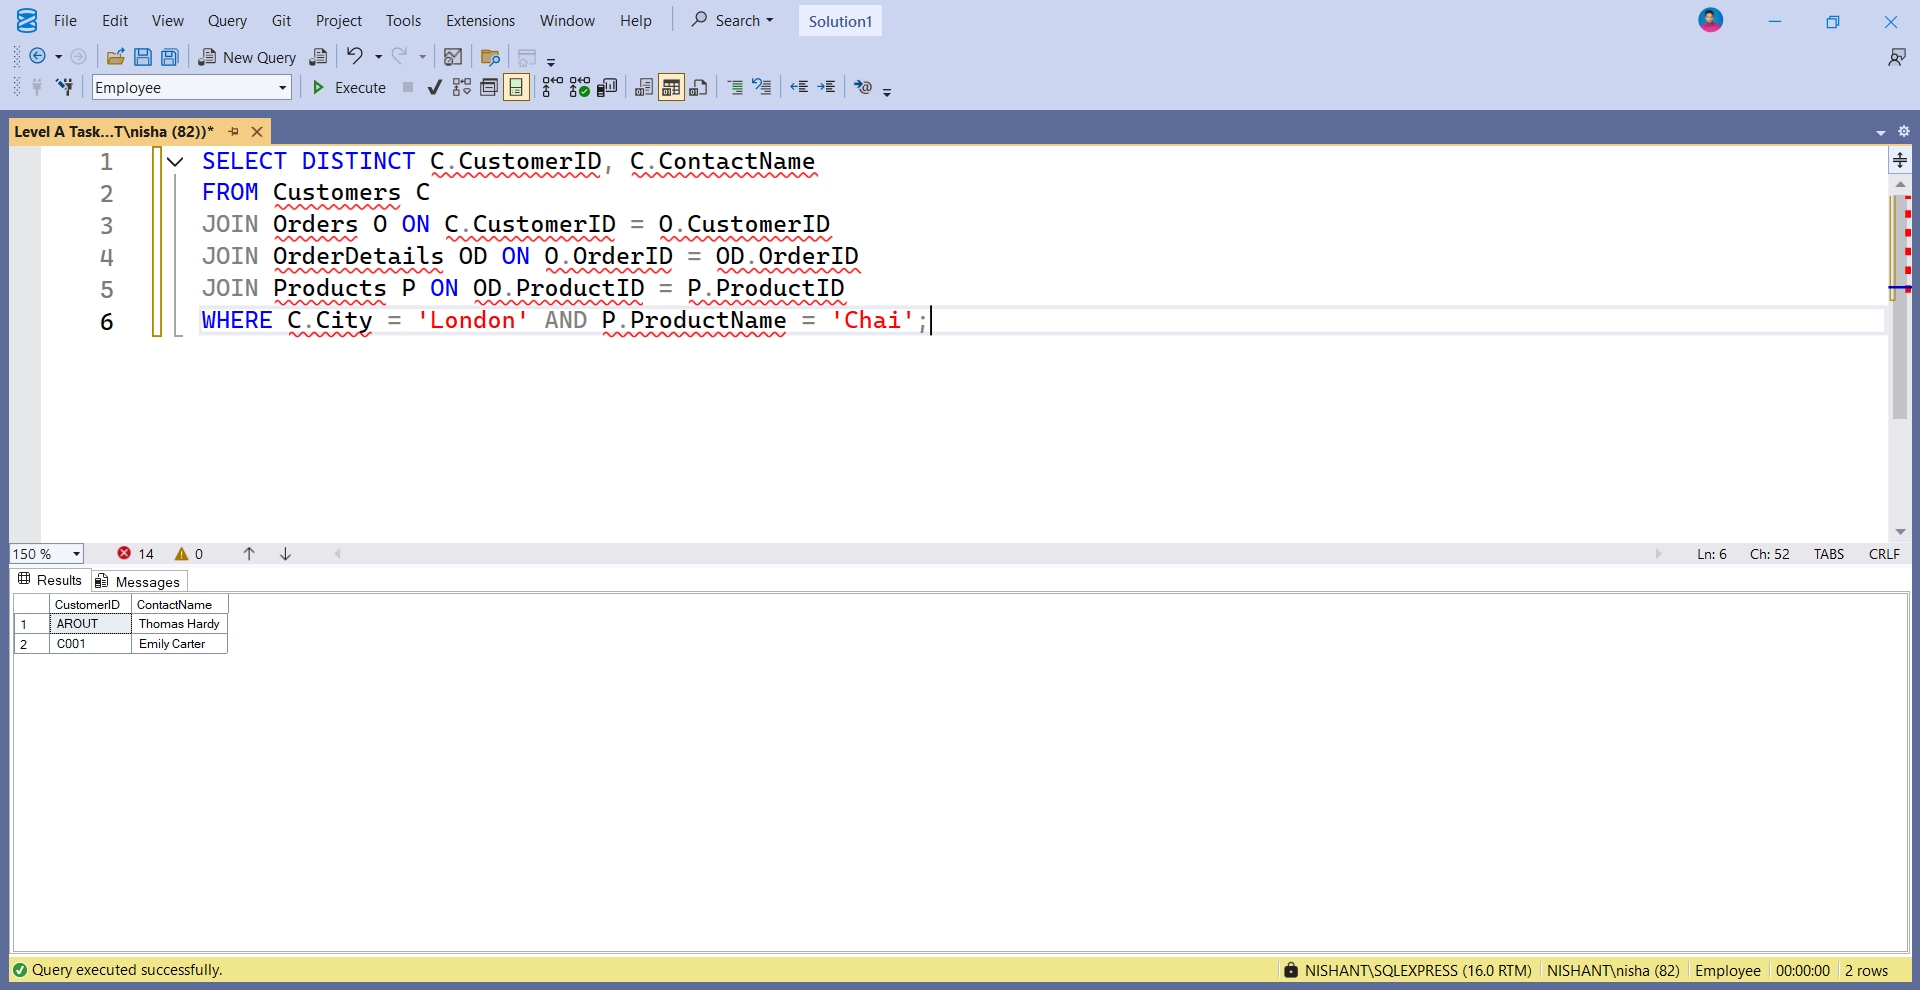 File Edit View Query Git Project Tools Extensions Window Help Search Solution1
New Query
Employee Execute
Level A Task...T\nisha (82))*
1 SELECT DISTINCT C.CustomerID, C.ContactName
2 FROM Customers C
3 JOIN Orders O ON C.CustomerID = O.CustomerID
4 JOIN OrderDetails OD ON O.OrderID = OD.OrderID
5 JOIN Products P ON OD.ProductID = P.ProductID
6 WHERE C.City = 'London' AND P.ProductName = 'Chai';
150 % 14 0 Ln: 6 Ch: 52 TABS CRLF
Results Messages
CustomerID ContactName
1 AROUT Thomas Hardy
2 C001 Emily Carter
Query executed successfully. NISHANT\SQLEXPRESS (16.0 RTM) NISHANT\nisha (82) Employee 00:00:00 2 rows